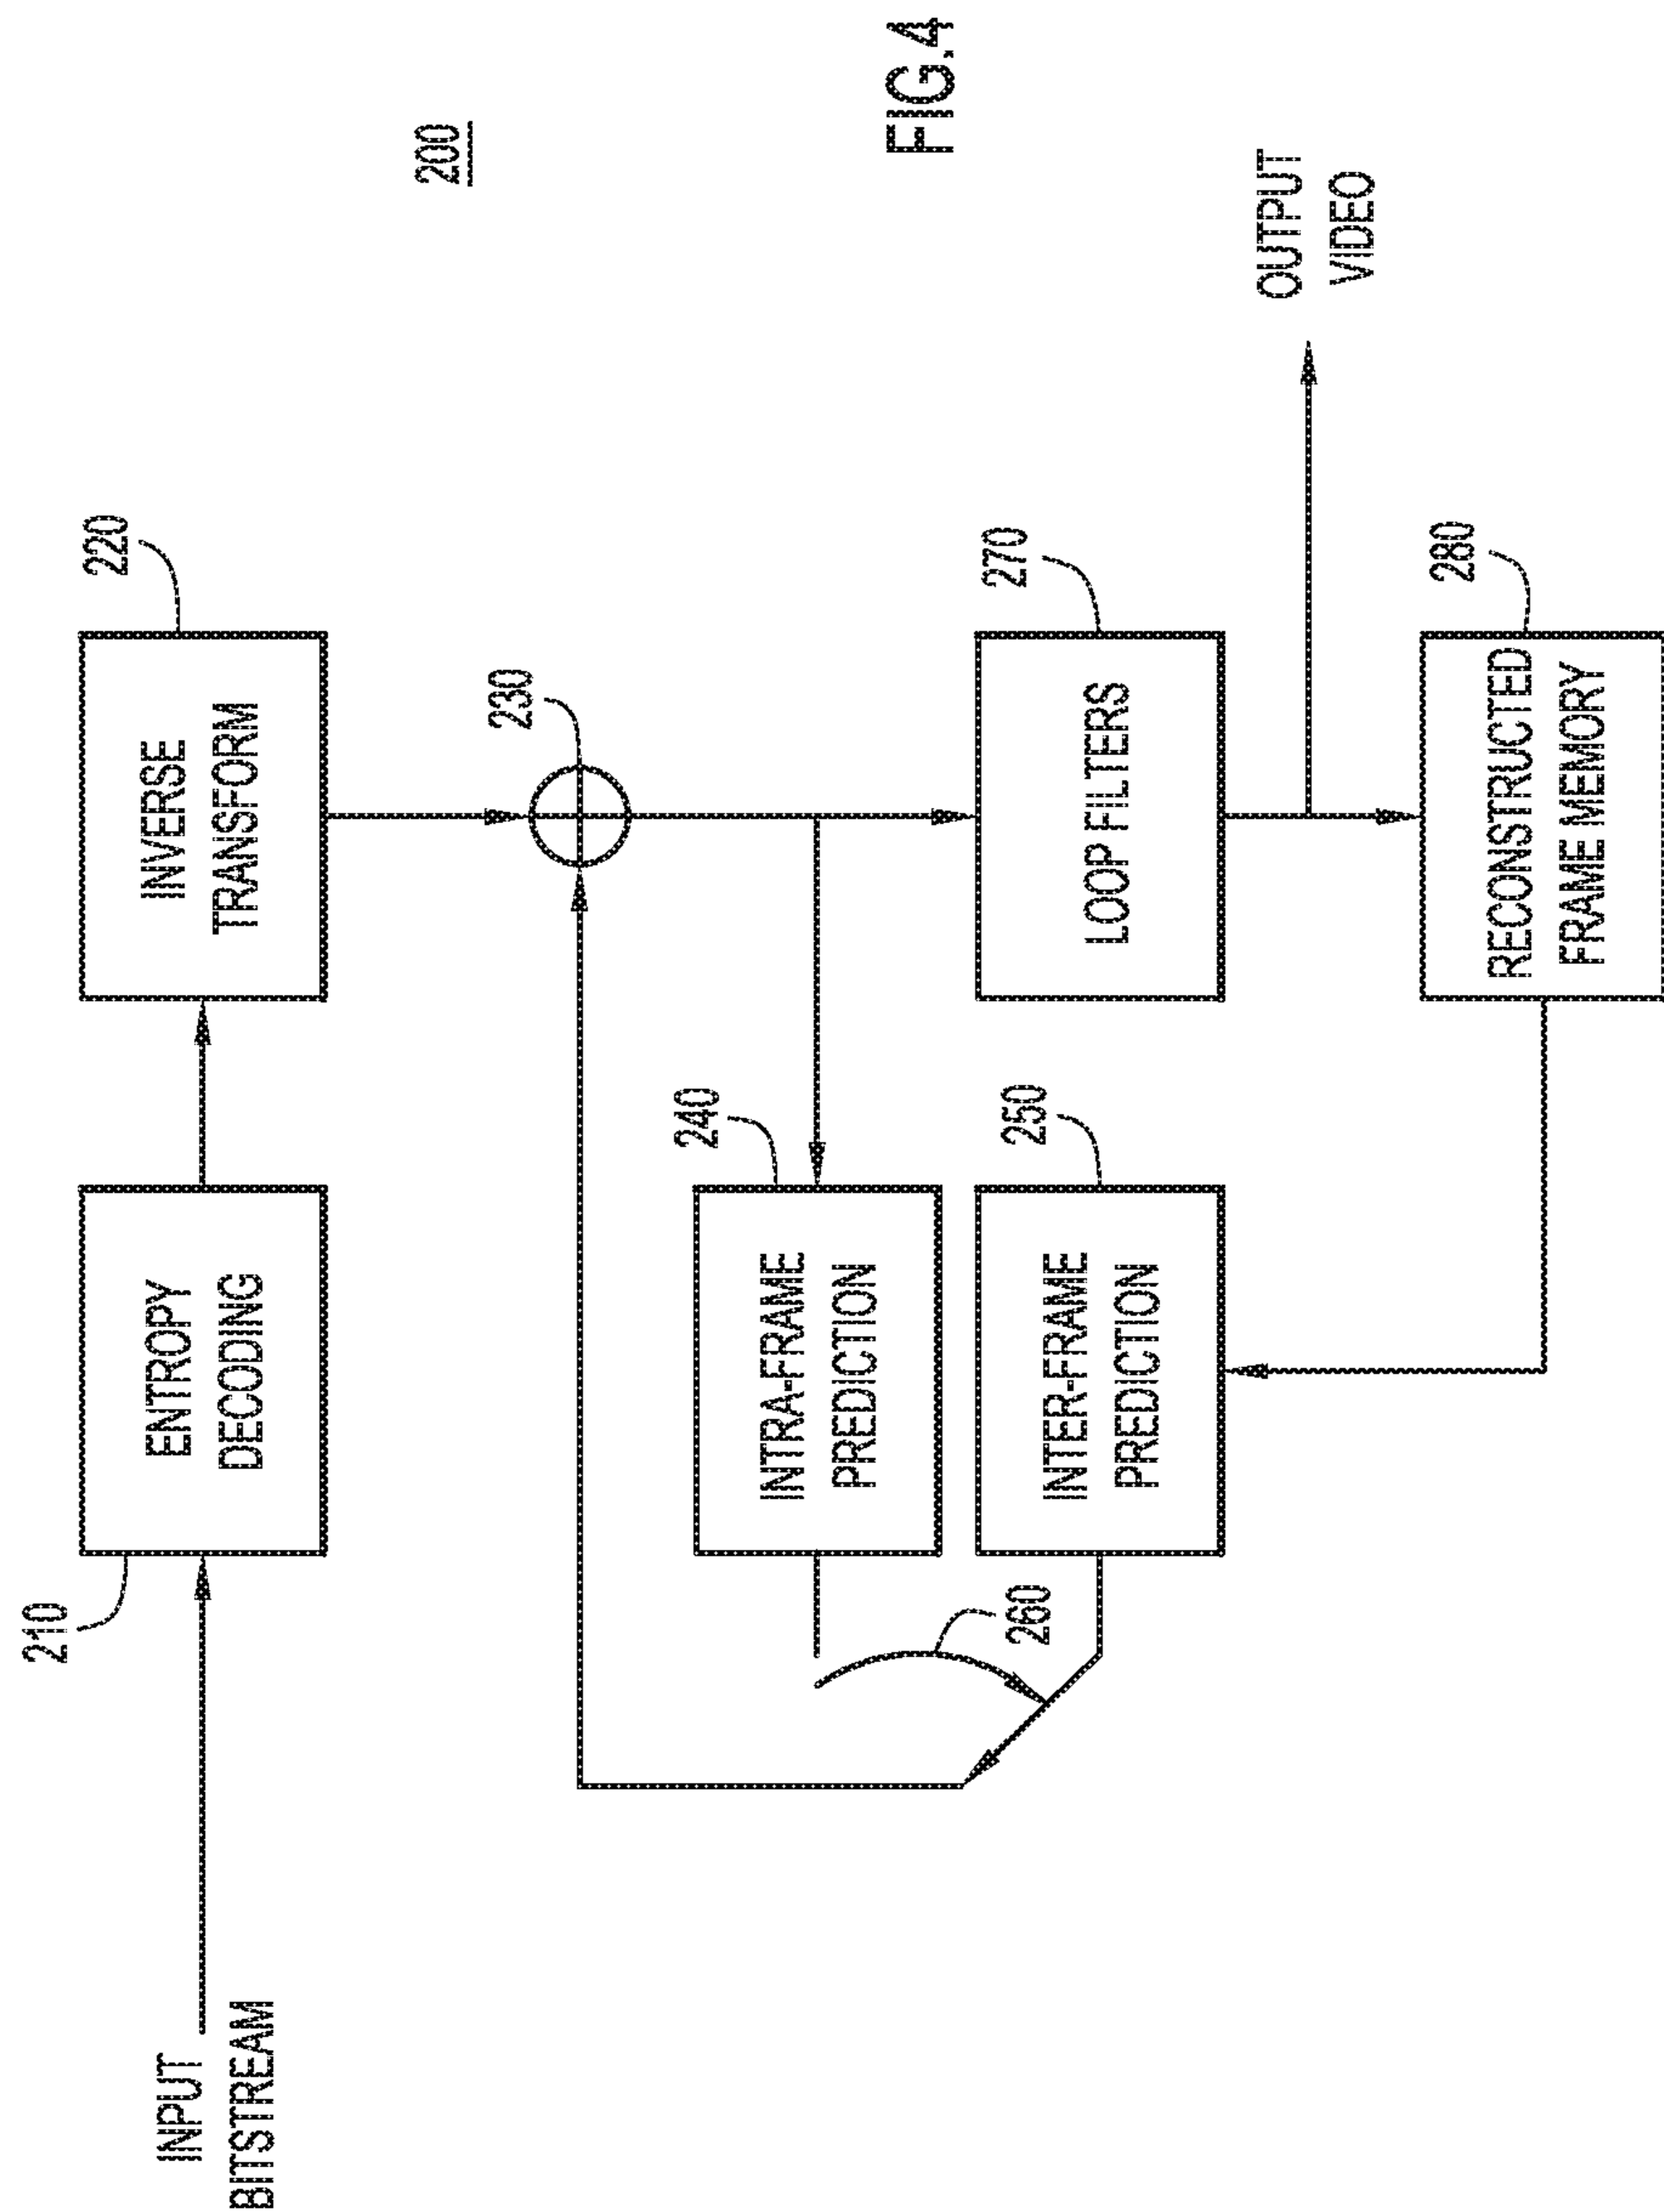 200
INPUT
BITSTREAM
210
ENTROPY
DECODING
220
INVERSE
TRANSFORM
230
240
INTRA-FRAME
PREDICTION
250
INTER-FRAME
PREDICTION
260
270
LOOP FILTERS
OUTPUT
VIDEO
280
RECONSTRUCTED
FRAME MEMORY
FIG.4